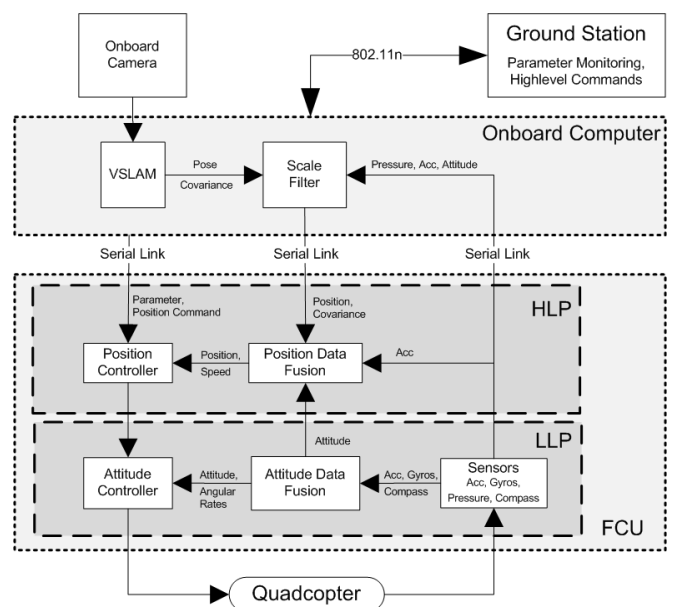 Onboard
Camera
802.11n
Ground Station
Parameter Monitoring,
Highlevel Commands
Onboard Computer
VSLAM
Pose
Covariance
Scale
Filter
Pressure, Acc, Attitude
Serial Link
Serial Link
Serial Link
HLP
Parameter,
Position Command
Position,
Covariance
Position
Controller
Position,
Speed
Position Data
Fusion
Acc
LLP
Attitude
Attitude
Controller
Attitude,
Angular
Rates
Attitude Data
Fusion
Acc, Gyros,
Compass
Sensors
Acc, Gyros,
Pressure, Compass
FCU
Quadcopter